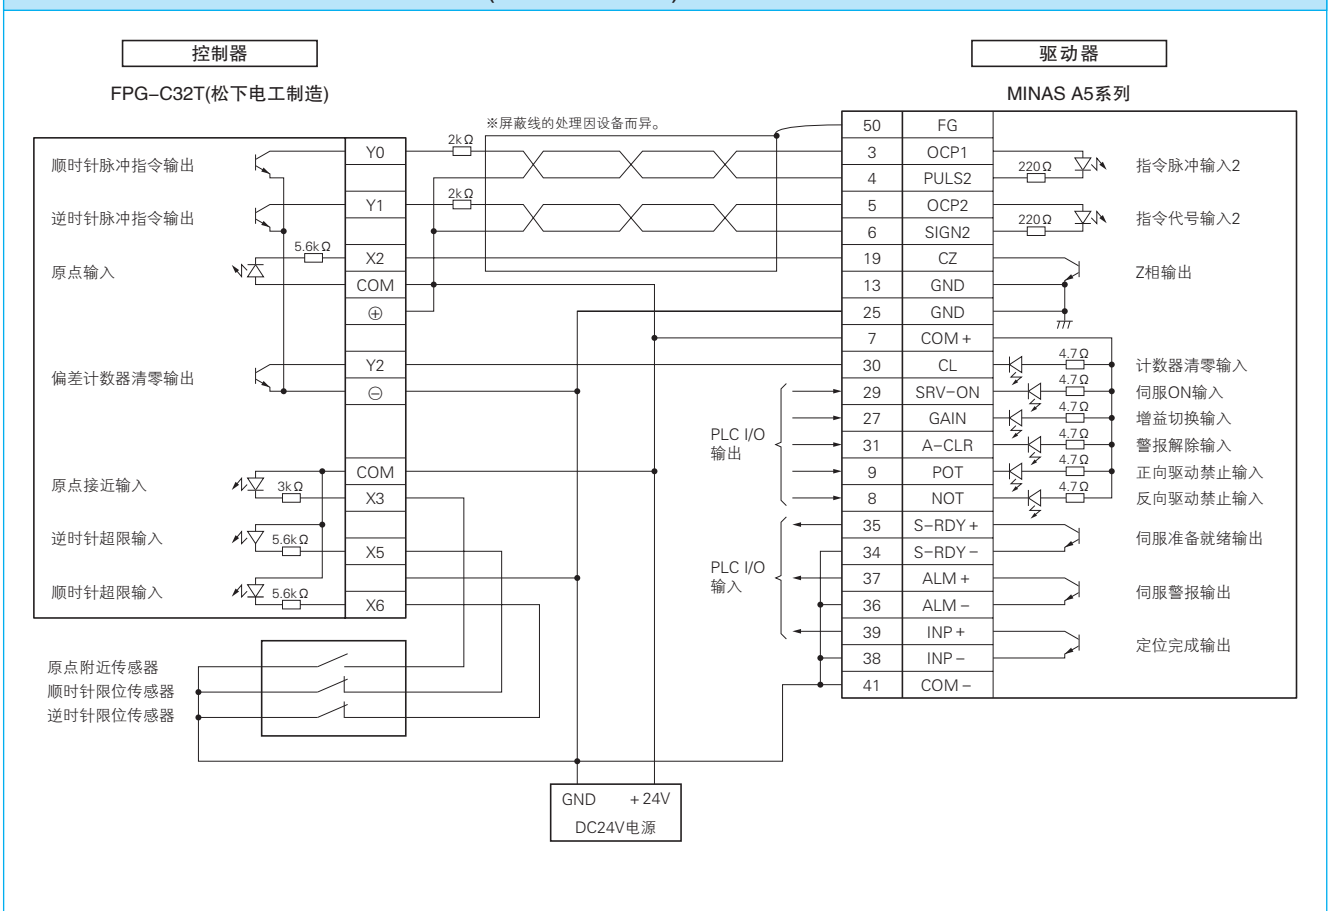 控制器
驱动器
FPG-C32T(松下电工制造)
MINAS A5系列
※屏蔽线的处理因设备而异。
顺时针脉冲指令输出
Y0
2kΩ
逆时针脉冲指令输出
Y1
2kΩ
原点输入
5.6kΩ
X2
COM
⊕
偏差计数器清零输出
Y2
⊖
COM
原点接近输入
3kΩ
X3
逆时针超限输入
5.6kΩ
X5
顺时针超限输入
5.6kΩ
X6
原点附近传感器
顺时针限位传感器
逆时针限位传感器
GND +24V
DC24V电源
PLC I/O
输出
PLC I/O
输入
50 FG
3 OCP1
4 PULS2
220Ω
指令脉冲输入2
5 OCP2
6 SIGN2
220Ω
指令代号输入2
19 CZ
Z相输出
13 GND
25 GND
7 COM+
30 CL 4.7Ω 计数器清零输入
29 SRV-ON 4.7Ω 伺服ON输入
27 GAIN 4.7Ω 增益切换输入
31 A-CLR 4.7Ω 警报解除输入
9 POT 4.7Ω 正向驱动禁止输入
8 NOT 4.7Ω 反向驱动禁止输入
35 S-RDY+
伺服准备就绪输出
34 S-RDY-
37 ALM+
伺服警报输出
36 ALM-
39 INP+
定位完成输出
38 INP-
41 COM-